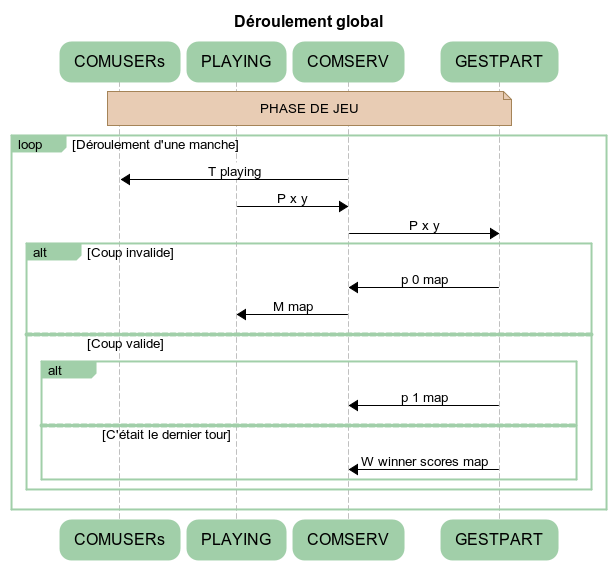 Déroulement global
COMUSERs PLAYING COMSERV GESTPART
PHASE DE JEU
loop [Déroulement d'une manche]
T playing
P x y
P x y
alt [Coup invalide]
p 0 map
M map
[Coup valide]
alt
p 1 map
[C'était le dernier tour]
W winner scores map
COMUSERs PLAYING COMSERV GESTPART